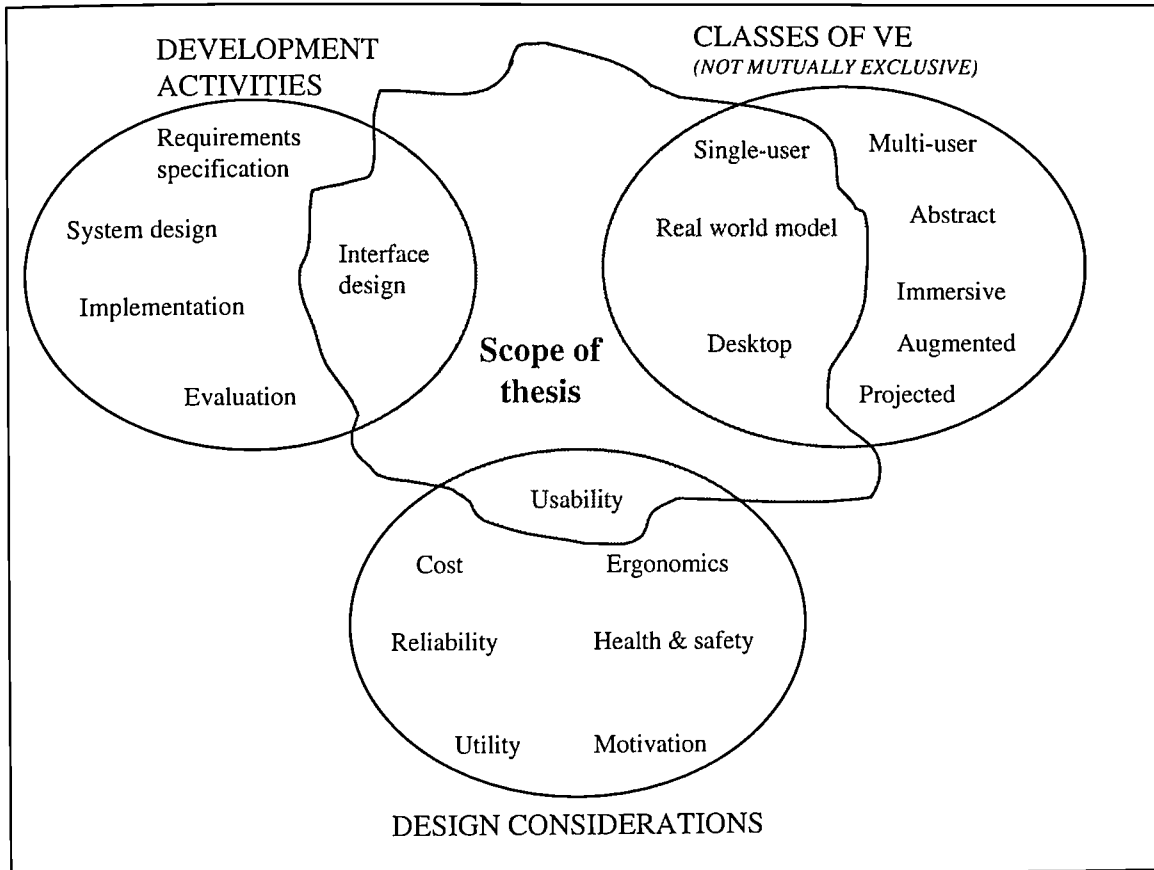 DEVELOPMENT
ACTIVITIES
Requirements
specification
System design
Interface
design
Implementation
Evaluation
CLASSES OF VE
(NOT MUTUALLY EXCLUSIVE)
Single-user
Multi-user
Real world model
Abstract
Immersive
Desktop
Augmented
Projected
Scope of
thesis
Usability
Cost
Ergonomics
Reliability
Health & safety
Utility
Motivation
DESIGN CONSIDERATIONS